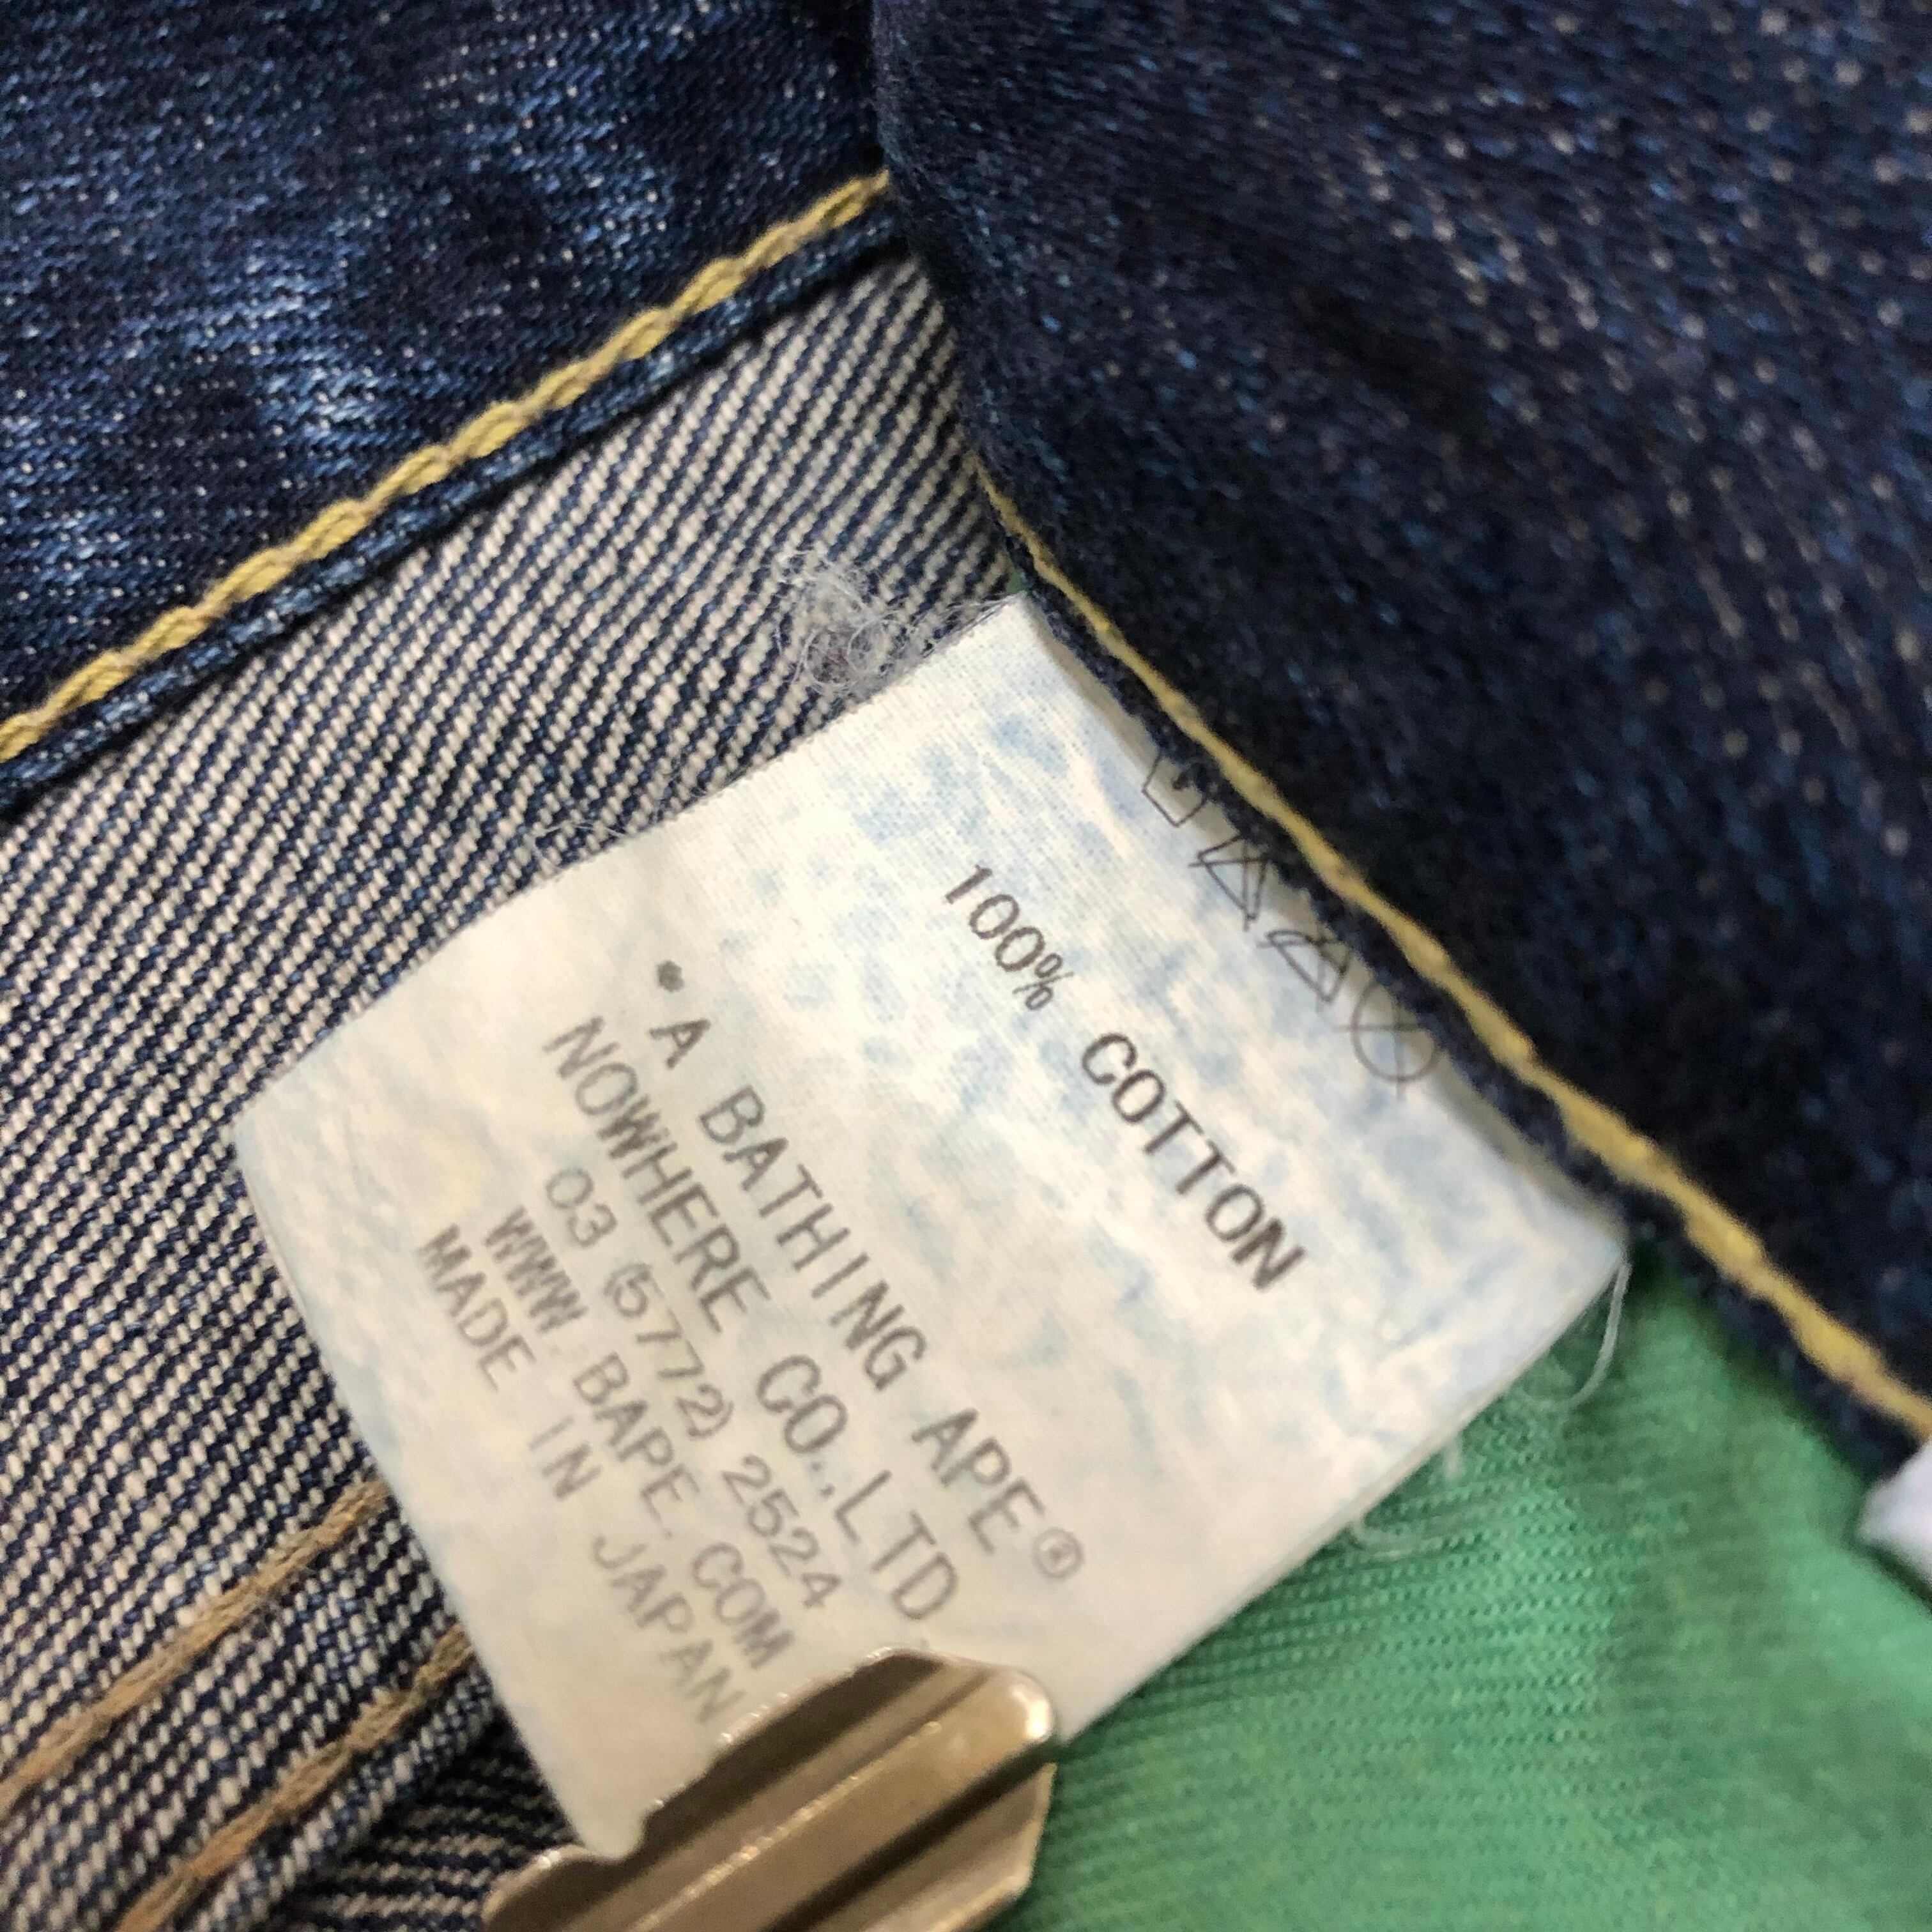 100% COTTON
• A BATHING APE®
NOWHERE CO.,LTD
03 (5772) 2524
WWW. BAPE. COM
MADE IN JAPAN